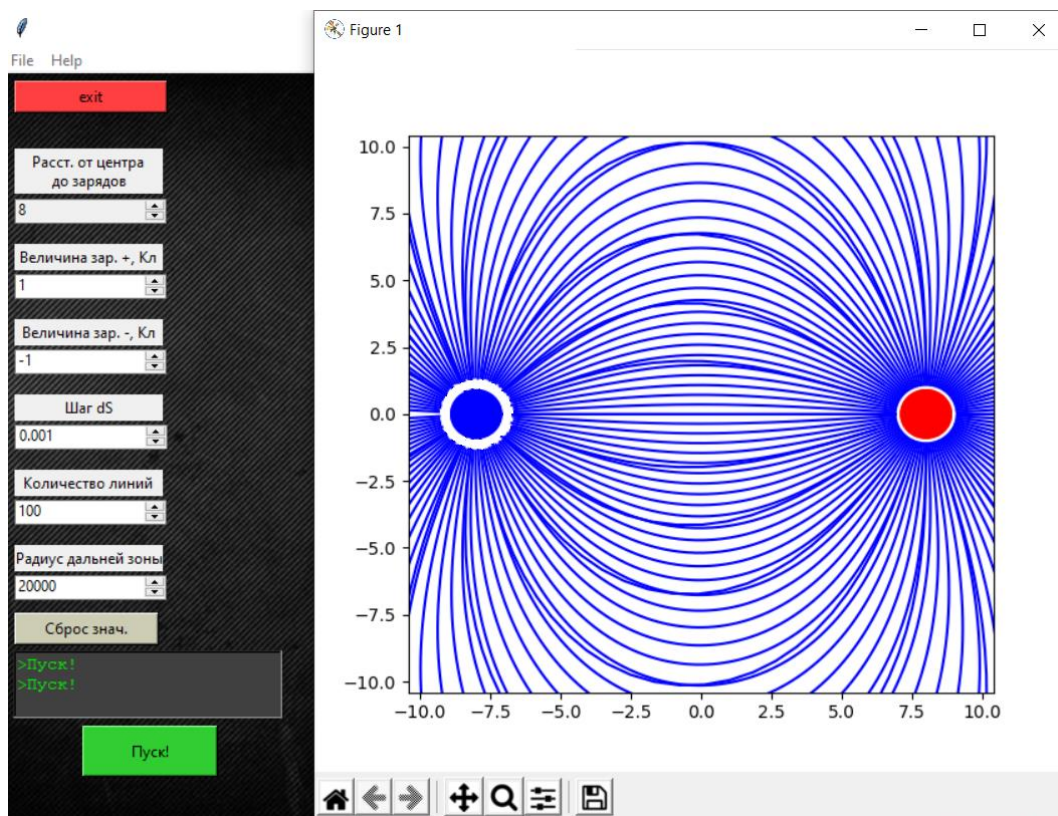 Figure 1
File Help
exit
Расст. от центра
до зарядов
8
Величина зар. +, Кл
1
Величина зар. -, Кл
-1
Шаг dS
0.001
Количество линий
100
Радиус дальней зоны
20000
Сброс знач.
>Пуск!
>Пуск!
Пуск!
10.0
7.5
5.0
2.5
0.0
−2.5
−5.0
−7.5
−10.0
−10.0 −7.5 −5.0 −2.5 0.0 2.5 5.0 7.5 10.0